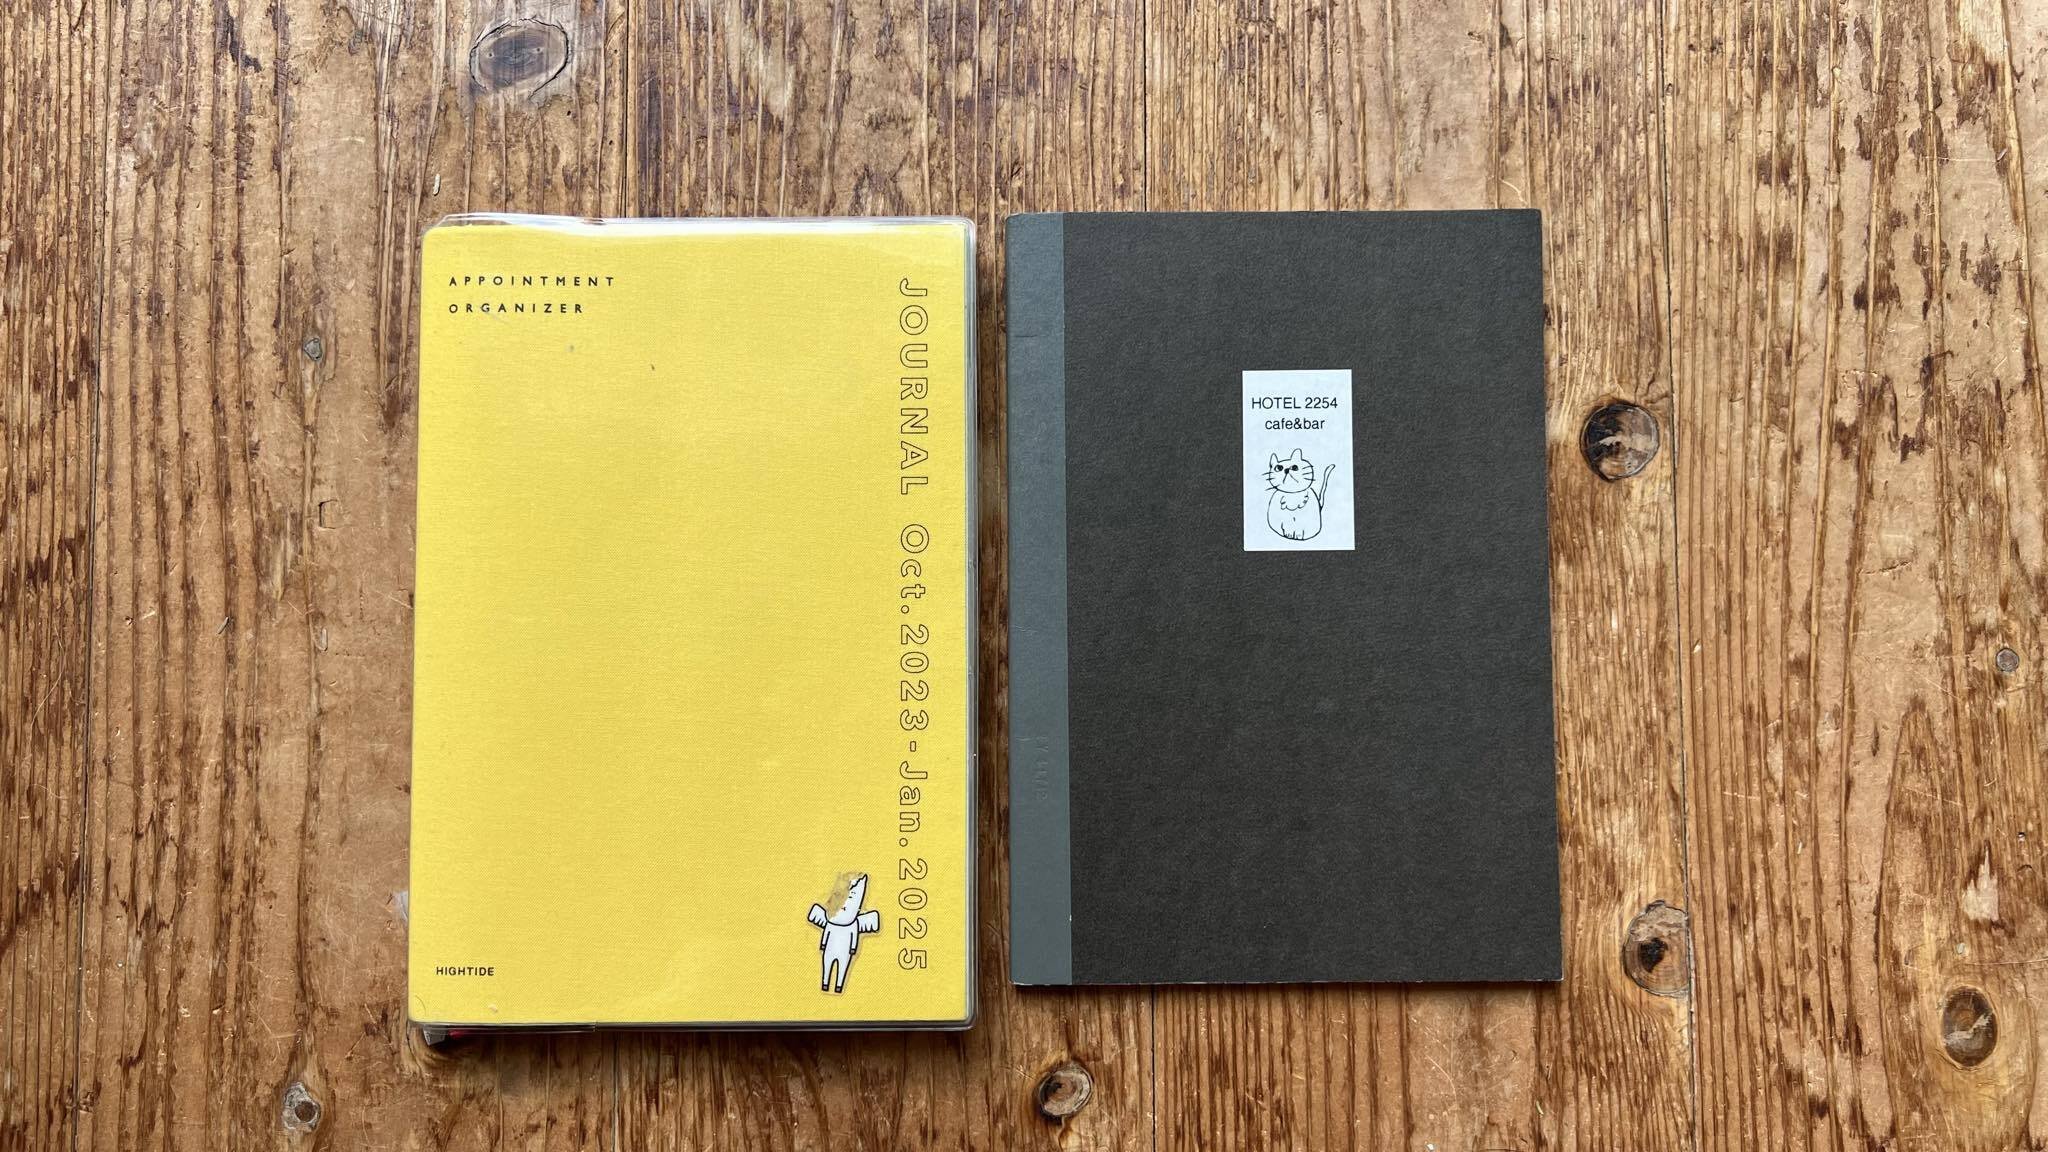 APPOINTMENT
ORGANIZER
JOURNAL Oct.2023-Jan.2025
HIGHTIDE
HOTEL 2254
cafe&bar